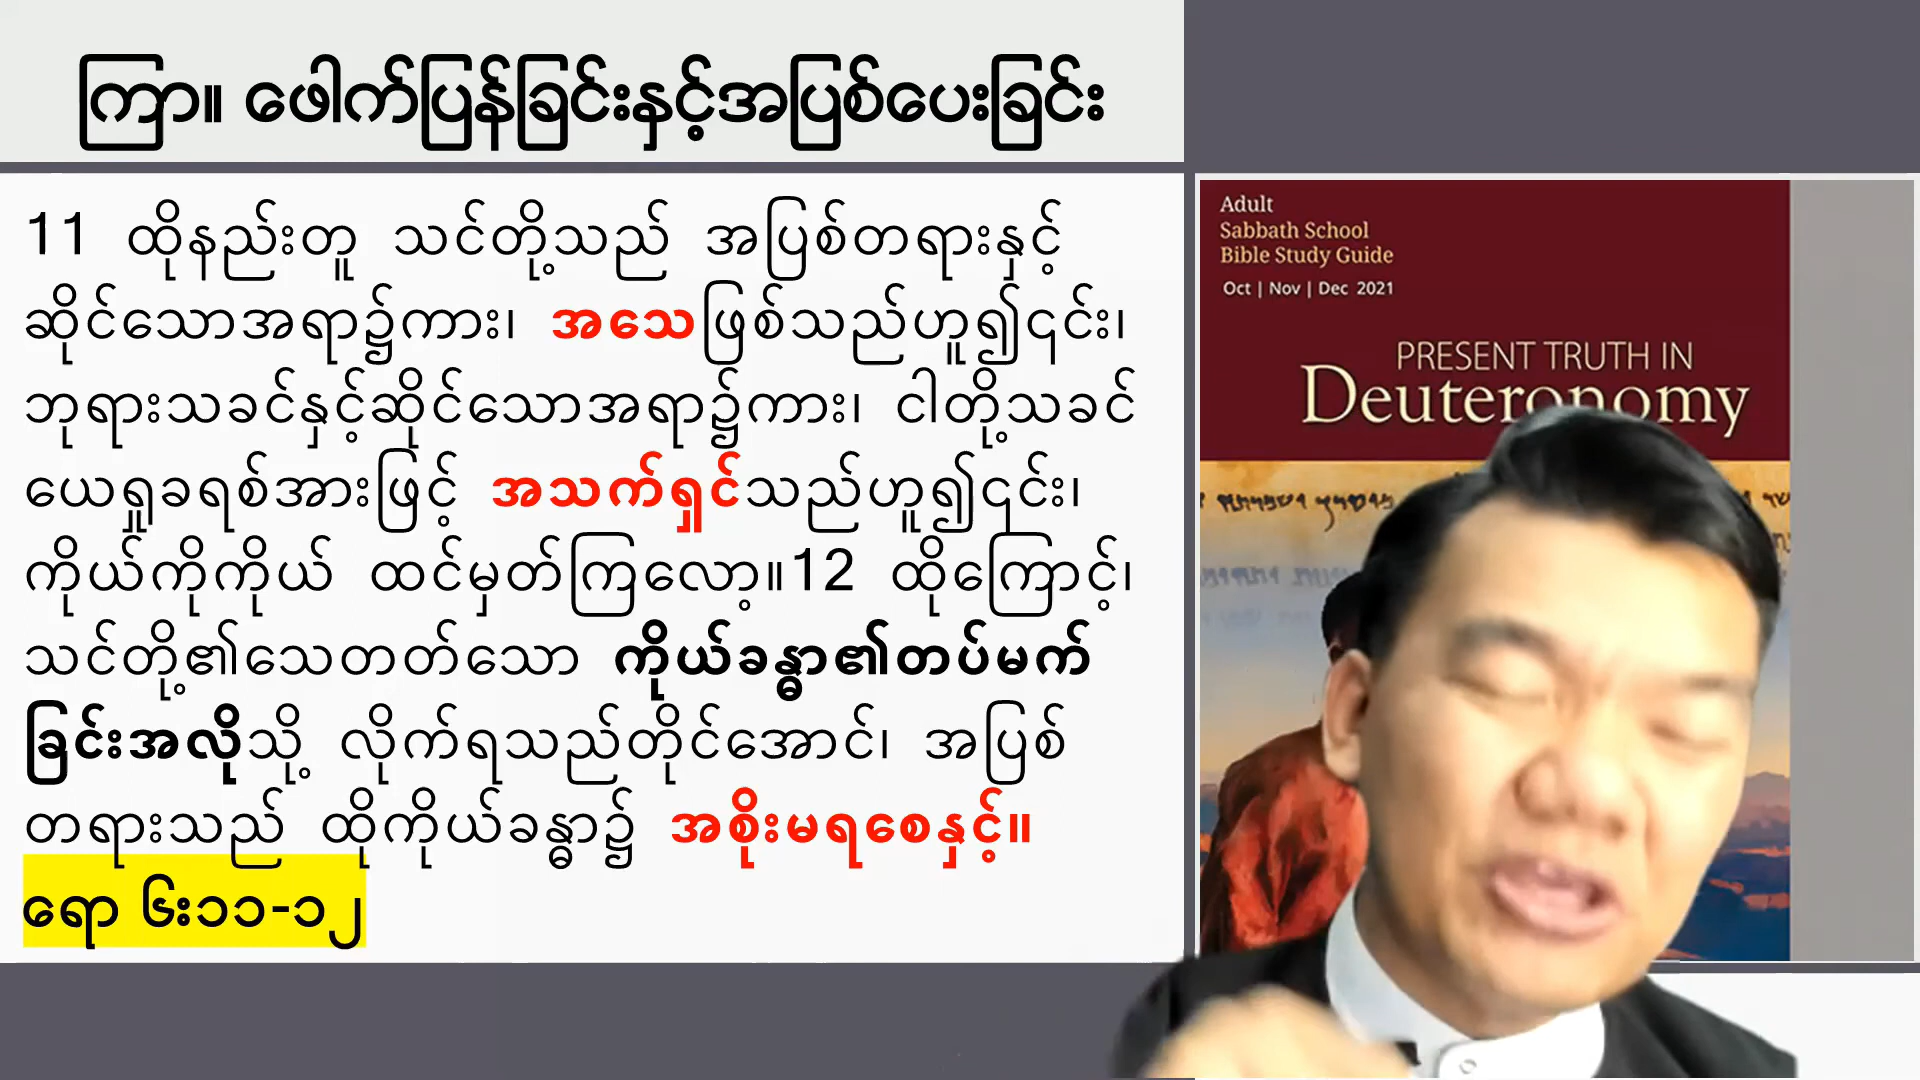 ကြာ။ ဖေါက်ပြန်ခြင်းနှင့်အပြစ်ပေးခြင်း
11 ထိုနည်းတူ သင်တို့သည် အပြစ်တရားနှင့်
ဆိုင်သောအရာ၌ကား၊ အသေဖြစ်သည်ဟူ၍၎င်း၊
ဘုရားသခင်နှင့်ဆိုင်သောအရာ၌ကား၊ ငါတို့သခင်
ယေရှုခရစ်အားဖြင့် အသက်ရှင်သည်ဟူ၍၎င်း၊
ကိုယ်ကိုကိုယ် ထင်မှတ်ကြလော့။12 ထိုကြောင့်၊
သင်တို့၏သေတတ်သော ကိုယ်ခန္ဓာ၏တပ်မက်
ခြင်းအလိုသို့ လိုက်ရသည်တိုင်အောင်၊ အပြစ်
တရားသည် ထိုကိုယ်ခန္ဓာ၌ အစိုးမရစေနှင့်။
ရော ၆း၁၁-၁၂
Adult
Sabbath School
Bible Study Guide
Oct | Nov | Dec 2021
PRESENT TRUTH IN
Deuteronomy